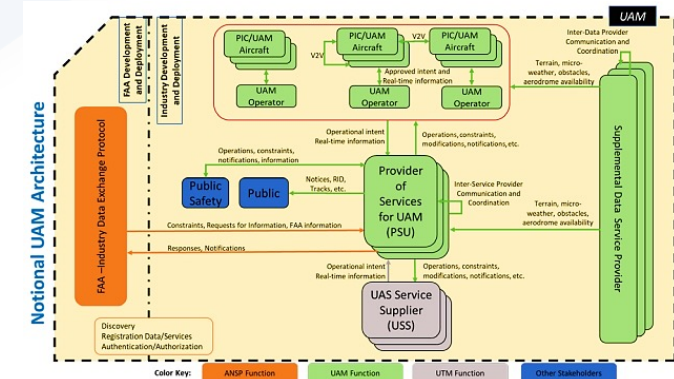 UAM
Notional UAM Architecture
FAA Development
and Deployment
Industry Development
and Deployment
PIC/UAM
Aircraft
V2V
PIC/UAM
Aircraft
V2V
PIC/UAM
Aircraft
Approved intent and
Real-time information
UAM
Operator
UAM
Operator
UAM
Operator
Inter-Data Provider
Communication and
Coordination
Terrain, micro-
weather, obstacles,
aerodrome availability
Operational intent
Real-time information
Operations, constraints,
modifications, notifications, etc.
Operations, constraints,
notifications, information
Public
Safety
Public
Notices, RID,
Tracks, etc.
Provider
of
Services
for UAM
(PSU)
Inter-Service Provider
Communication and
Coordination
Terrain, micro-
weather, obstacles,
aerodrome availability
Supplemental Data Service Provider
FAA –Industry Data Exchange Protocol
Constraints, Requests for Information, FAA information
Responses, Notifications
Operational intent
Real-time information
Operations, constraints,
modifications, notifications, etc.
UAS Service
Supplier
(USS)
Discovery
Registration Data/Services
Authentication/Authorization
Color Key:
ANSP Function
UAM Function
UTM Function
Other Stakeholders